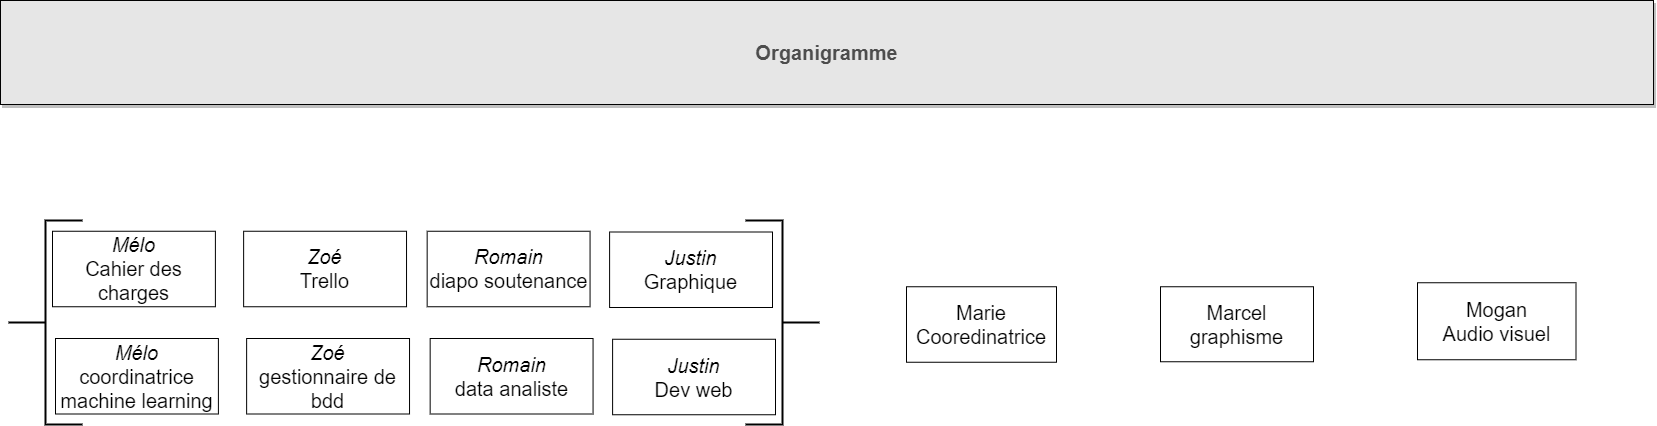 Organigramme
Mélo
Cahier des
charges
Zoé
Trello
Romain
diapo soutenance
Justin
Graphique
Mélo
coordinatrice
machine learning
Zoé
gestionnaire de
bdd
Romain
data analiste
Justin
Dev web
Marie
Cooredinatrice
Marcel
graphisme
Mogan
Audio visuel